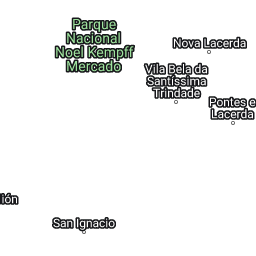 Parque
Nacional
Noel Kempff
Mercado
Nova Lacerda
Vila Bela da
Santíssima
Trindade
Pontes e
Lacerda
ión
San Ignacio